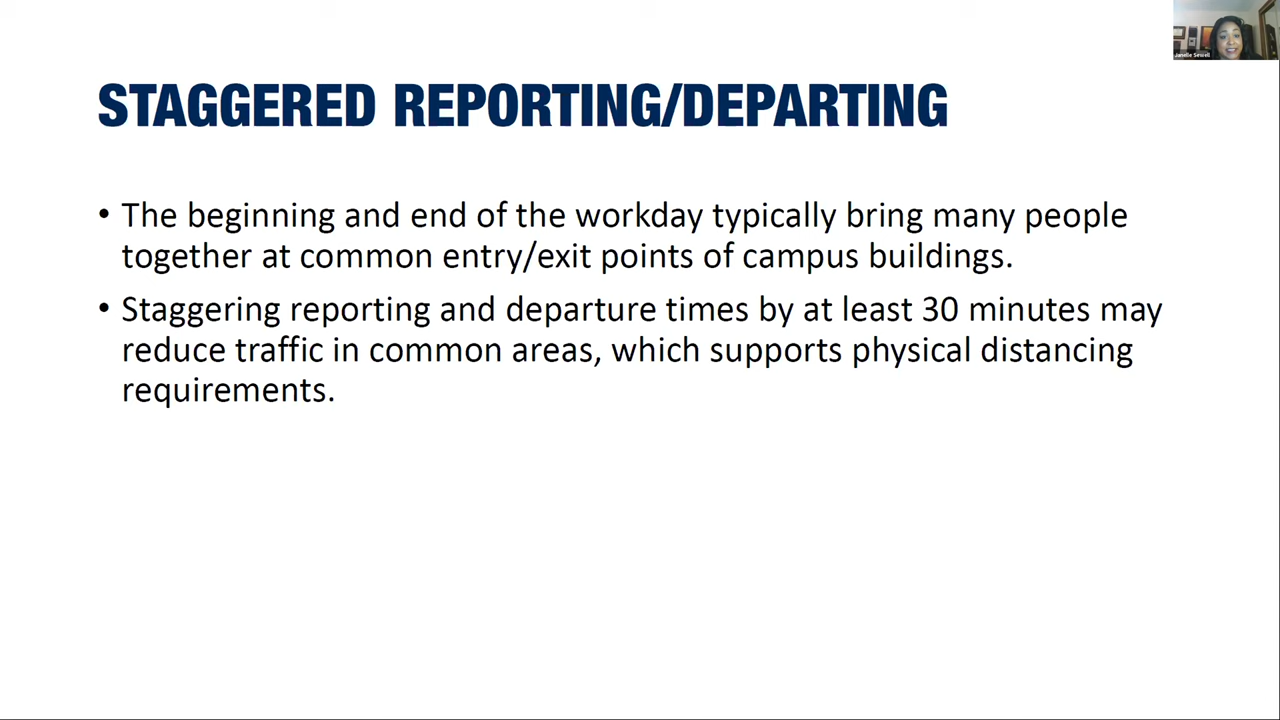 Janelle Sewell
STAGGERED REPORTING/DEPARTING
• The beginning and end of the workday typically bring many people
together at common entry/exit points of campus buildings.
• Staggering reporting and departure times by at least 30 minutes may
reduce traffic in common areas, which supports physical distancing
requirements.